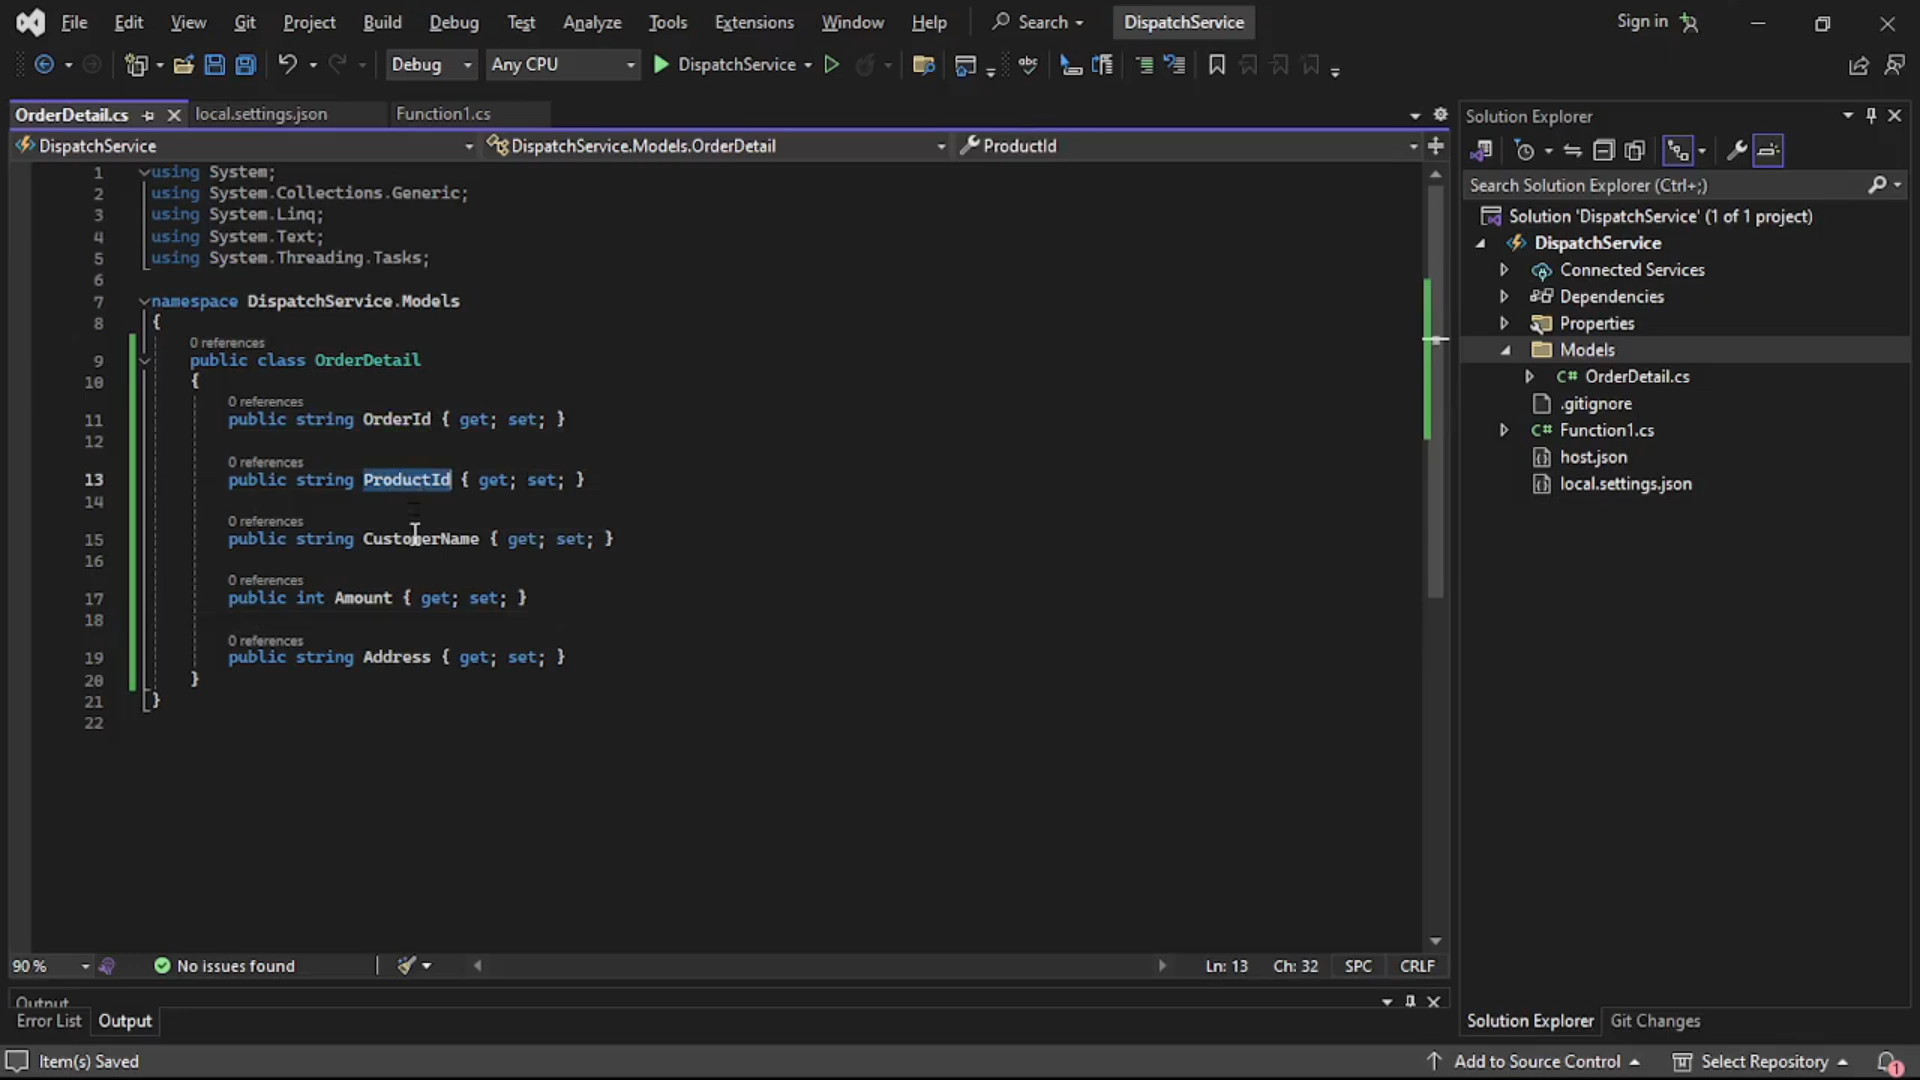 File Edit View Git Project Build Debug Test Analyze Tools Extensions Window Help Search DispatchService Sign in
Debug Any CPU DispatchService
OrderDetail.cs local.settings.json Function1.cs
DispatchService DispatchService.Models.OrderDetail ProductId
1 using System;
2 using System.Collections.Generic;
3 using System.Linq;
4 using System.Text;
5 using System.Threading.Tasks;
6
7 namespace DispatchService.Models
8 {
0 references
9 public class OrderDetail
10 {
0 references
11 public string OrderId { get; set; }
12
0 references
13 public string ProductId { get; set; }
14
0 references
15 public string CustomerName { get; set; }
16
0 references
17 public int Amount { get; set; }
18
0 references
19 public string Address { get; set; }
20 }
21 }
22
90 % No issues found Ln: 13 Ch: 32 SPC CRLF
Output
Error List Output
Item(s) Saved
Solution Explorer
Search Solution Explorer (Ctrl+;)
Solution 'DispatchService' (1 of 1 project)
DispatchService
Connected Services
Dependencies
Properties
Models
C# OrderDetail.cs
.gitignore
C# Function1.cs
host.json
local.settings.json
Solution Explorer Git Changes
Add to Source Control Select Repository 1